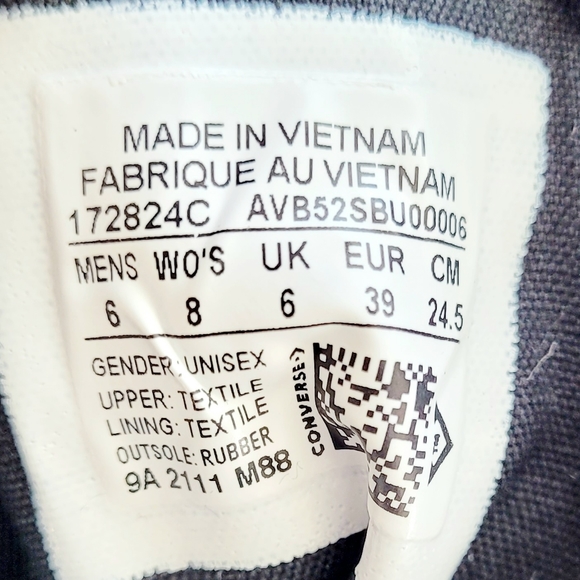 MADE IN VIETNAM
FABRIQUE AU VIETNAM
172824C AVB52SBU00006
MENS WO'S UK EUR CM
6 8 6 39 24.5
GENDER: UNISEX
UPPER: TEXTILE
LINING: TEXTILE
OUTSOLE: RUBBER
9A 2111 M88
CONVERSE